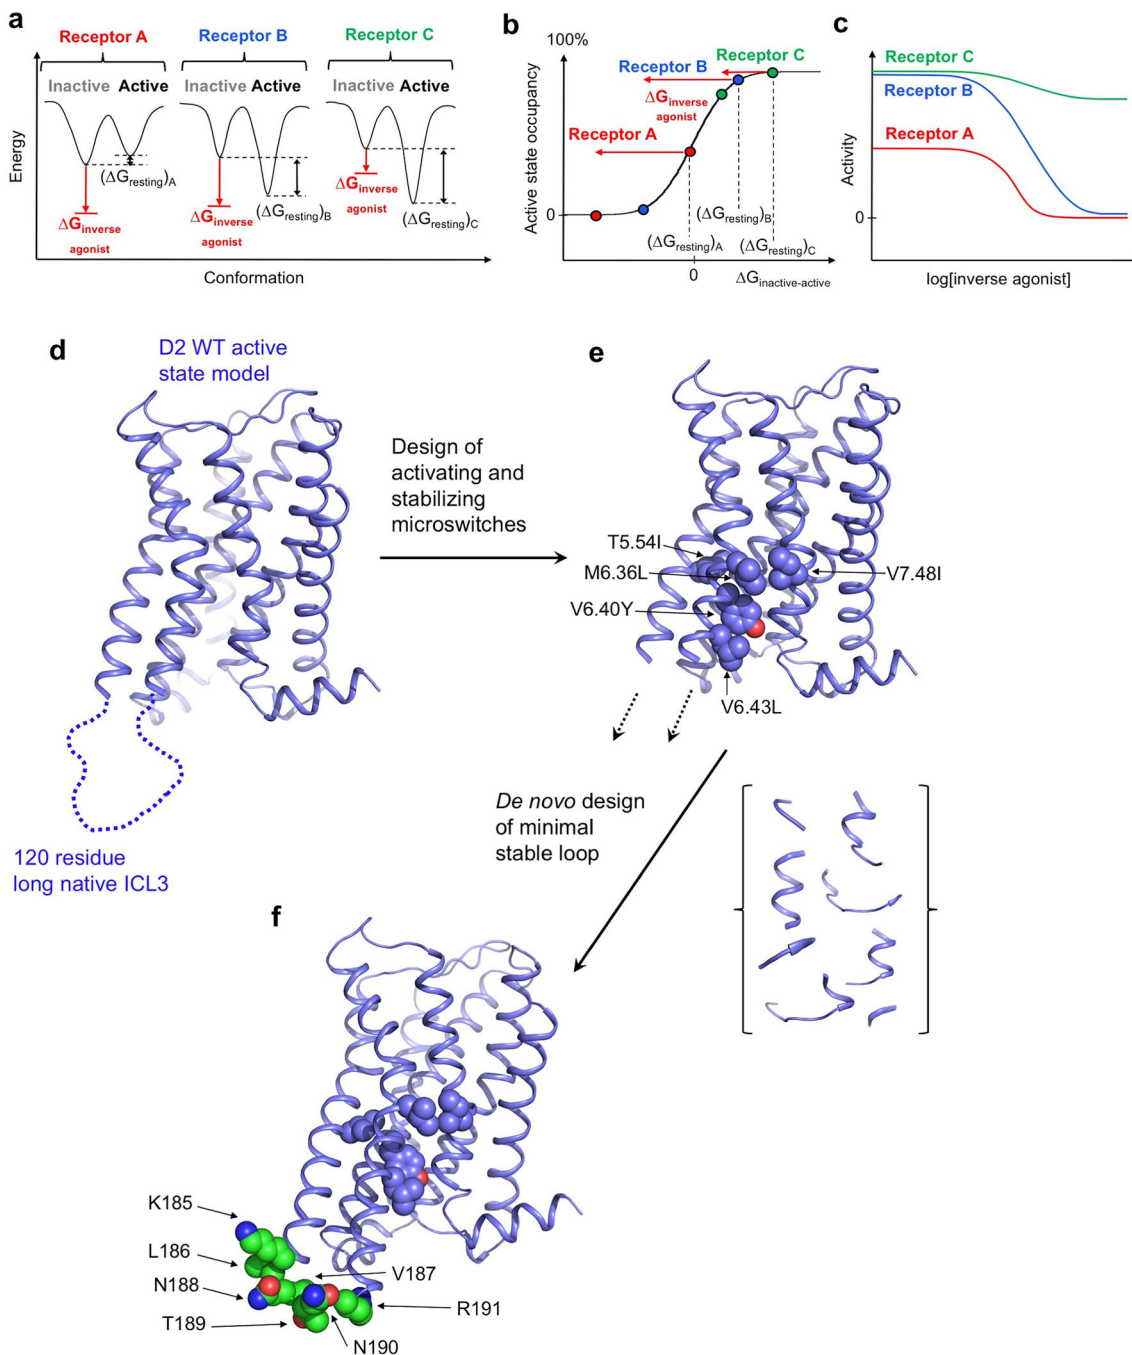 a
Receptor A
Receptor B
Receptor C
Inactive Active
Inactive Active
Inactive Active
Energy
(ΔGresting)A
(ΔGresting)B
(ΔGresting)C
ΔGinverse
agonist
ΔGinverse
agonist
ΔGinverse
agonist
Conformation
b
100%
Active state occupancy
0
Receptor C
Receptor B
ΔGinverse
agonist
Receptor A
(ΔGresting)B
(ΔGresting)A
(ΔGresting)C
0
ΔGinactive-active
c
Activity
0
Receptor C
Receptor B
Receptor A
log[inverse agonist]
d
D2 WT active
state model
120 residue
long native ICL3
Design of
activating and
stabilizing
microswitches
e
T5.54I
M6.36L
V6.40Y
V7.48I
V6.43L
De novo design
of minimal
stable loop
f
K185
L186
N188
T189
V187
R191
N190